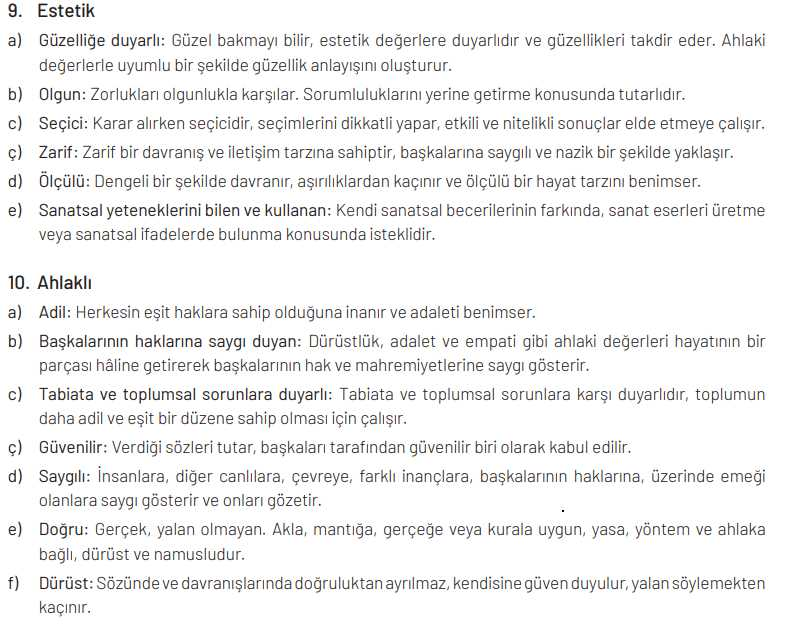 9. Estetik
a) Güzelliğe duyarlı: Güzel bakmayı bilir, estetik değerlere duyarlıdır ve güzellikleri takdir eder. Ahlaki
değerlerle uyumlu bir şekilde güzellik anlayışını oluşturur.
b) Olgun: Zorlukları olgunlukla karşılar. Sorumluluklarını yerine getirme konusunda tutarlıdır.
c) Seçici: Karar alırken seçicidir, seçimlerini dikkatli yapar, etkili ve nitelikli sonuçlar elde etmeye çalışır.
ç) Zarif: Zarif bir davranış ve iletişim tarzına sahiptir, başkalarına saygılı ve nazik bir şekilde yaklaşır.
d) Ölçülü: Dengeli bir şekilde davranır, aşırılıklardan kaçınır ve ölçülü bir hayat tarzını benimser.
e) Sanatsal yeteneklerini bilen ve kullanan: Kendi sanatsal becerilerinin farkında, sanat eserleri üretme
veya sanatsal ifadelerde bulunma konusunda isteklidir.
10. Ahlaklı
a) Adil: Herkesin eşit haklara sahip olduğuna inanır ve adaleti benimser.
b) Başkalarının haklarına saygı duyan: Dürüstlük, adalet ve empati gibi ahlaki değerleri hayatının bir
parçası hâline getirerek başkalarının hak ve mahremiyetlerine saygı gösterir.
c) Tabiata ve toplumsal sorunlara duyarlı: Tabiata ve toplumsal sorunlara karşı duyarlıdır, toplumun
daha adil ve eşit bir düzene sahip olması için çalışır.
ç) Güvenilir: Verdiği sözleri tutar, başkaları tarafından güvenilir biri olarak kabul edilir.
d) Saygılı: İnsanlara, diğer canlılara, çevreye, farklı inançlara, başkalarının haklarına, üzerinde emeği
olanlara saygı gösterir ve onları gözetir.
e) Doğru: Gerçek, yalan olmayan. Akla, mantığa, gerçeğe veya kurala uygun, yasa, yöntem ve ahlaka
bağlı, dürüst ve namusludur.
f) Dürüst: Sözünde ve davranışlarında doğruluktan ayrılmaz, kendisine güven duyulur, yalan söylemekten
kaçınır.